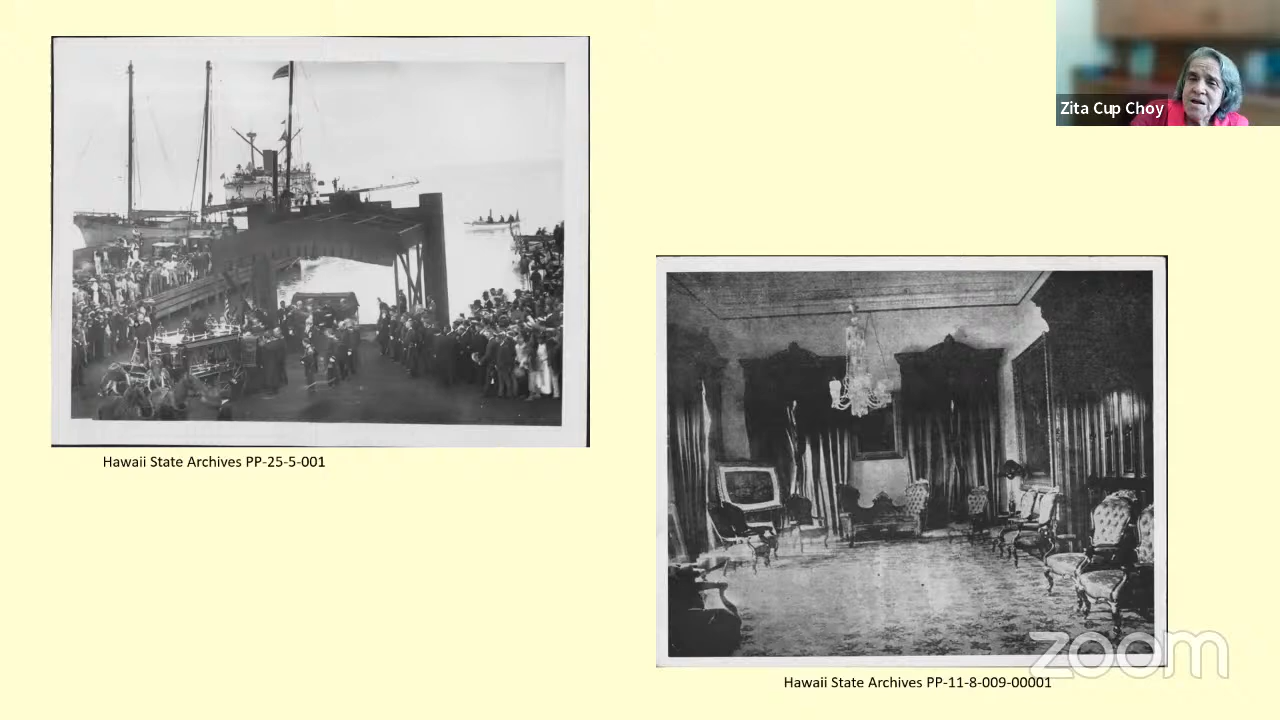 Zita Cup Choy
Hawaii State Archives PP-25-5-001
zoom
Hawaii State Archives PP-11-8-009-00001